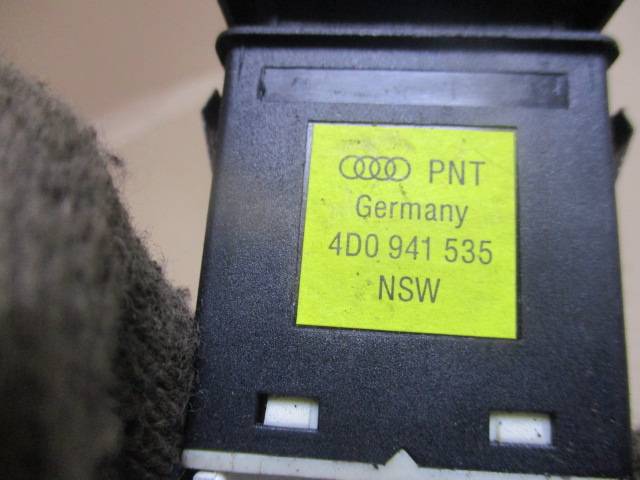 PNT
Germany
4D0 941 535
NSW